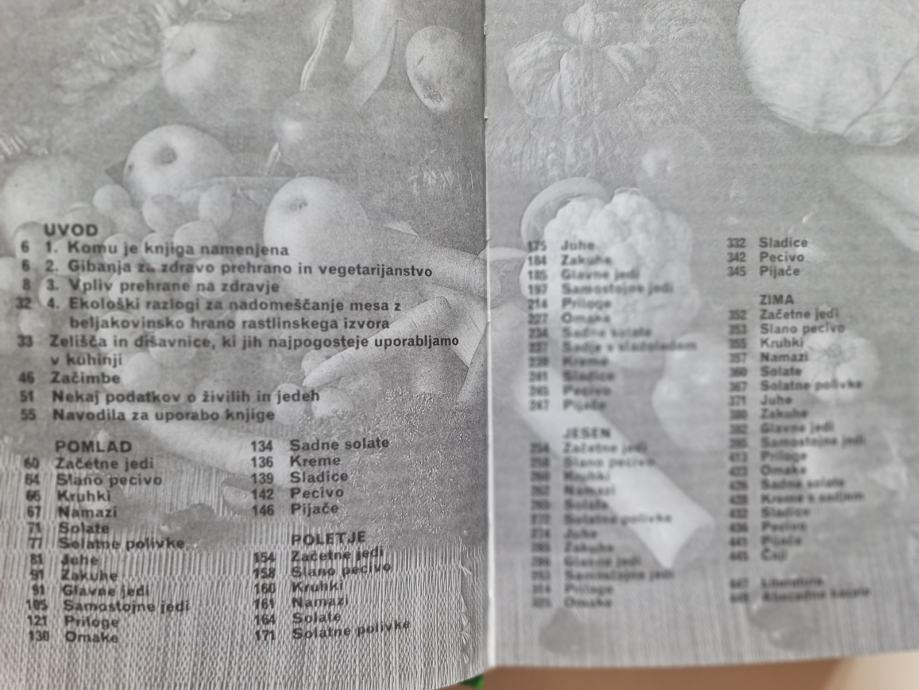 UVOD
6 1. Komu je knjiga namenjena
6 2. Gibanja za zdravo prehrano in vegetarijanstvo
8 3. Vpliv prehrane na zdravje
32 4. Ekološki razlogi za nadomeščanje mesa z
beljakovinsko hrano rastlinskega izvora
33 Zelišča in dišavnice, ki jih najpogosteje uporabljamo
v kuhinji
46 Začimbe
51 Nekaj podatkov o živilih in jedeh
55 Navodila za uporabo knjige
POMLAD
60 Začetne jedi
64 Slano pecivo
66 Kruhki
67 Namazi
71 Solate
77 Solatne polivke
81 Juhe
91 Zakuhe
91 Glavne jedi
105 Samostojne jedi
121 Priloge
130 Omake
134 Sadne solate
136 Kreme
139 Sladice
142 Pecivo
146 Pijače
POLETJE
154 Začetne jedi
158 Slano pecivo
160 Kruhki
161 Namazi
164 Solate
171 Solatne polivke
175 Juhe
184 Zakuhe
185 Glavne jedi
Samostojne jedi
214 Priloge
227 Omake
Sadne solate
Sadje s sladoledom
Kreme
Sladice
Pecivo
Pijače
332 Sladice
342 Pecivo
345 Pijače
JESEN
Začetne jedi
Slano pecivo
Kruhki
Namazi
Solate
Solatne polivke
Juhe
Zakuhe
Glavne jedi
Samostojne jedi
Priloge
Omake
ZIMA
352 Začetne jedi
353 Slano pecivo
355 Kruhki
357 Namazi
360 Solate
367 Solatne polivke
371 Juhe
380 Zakuhe
382 Glavne jedi
Samostojne jedi
413 Priloge
Omake
Sadne solate
Kreme s sadjem
432 Sladice
Pecivo
Pijače
Čaji
Literatura